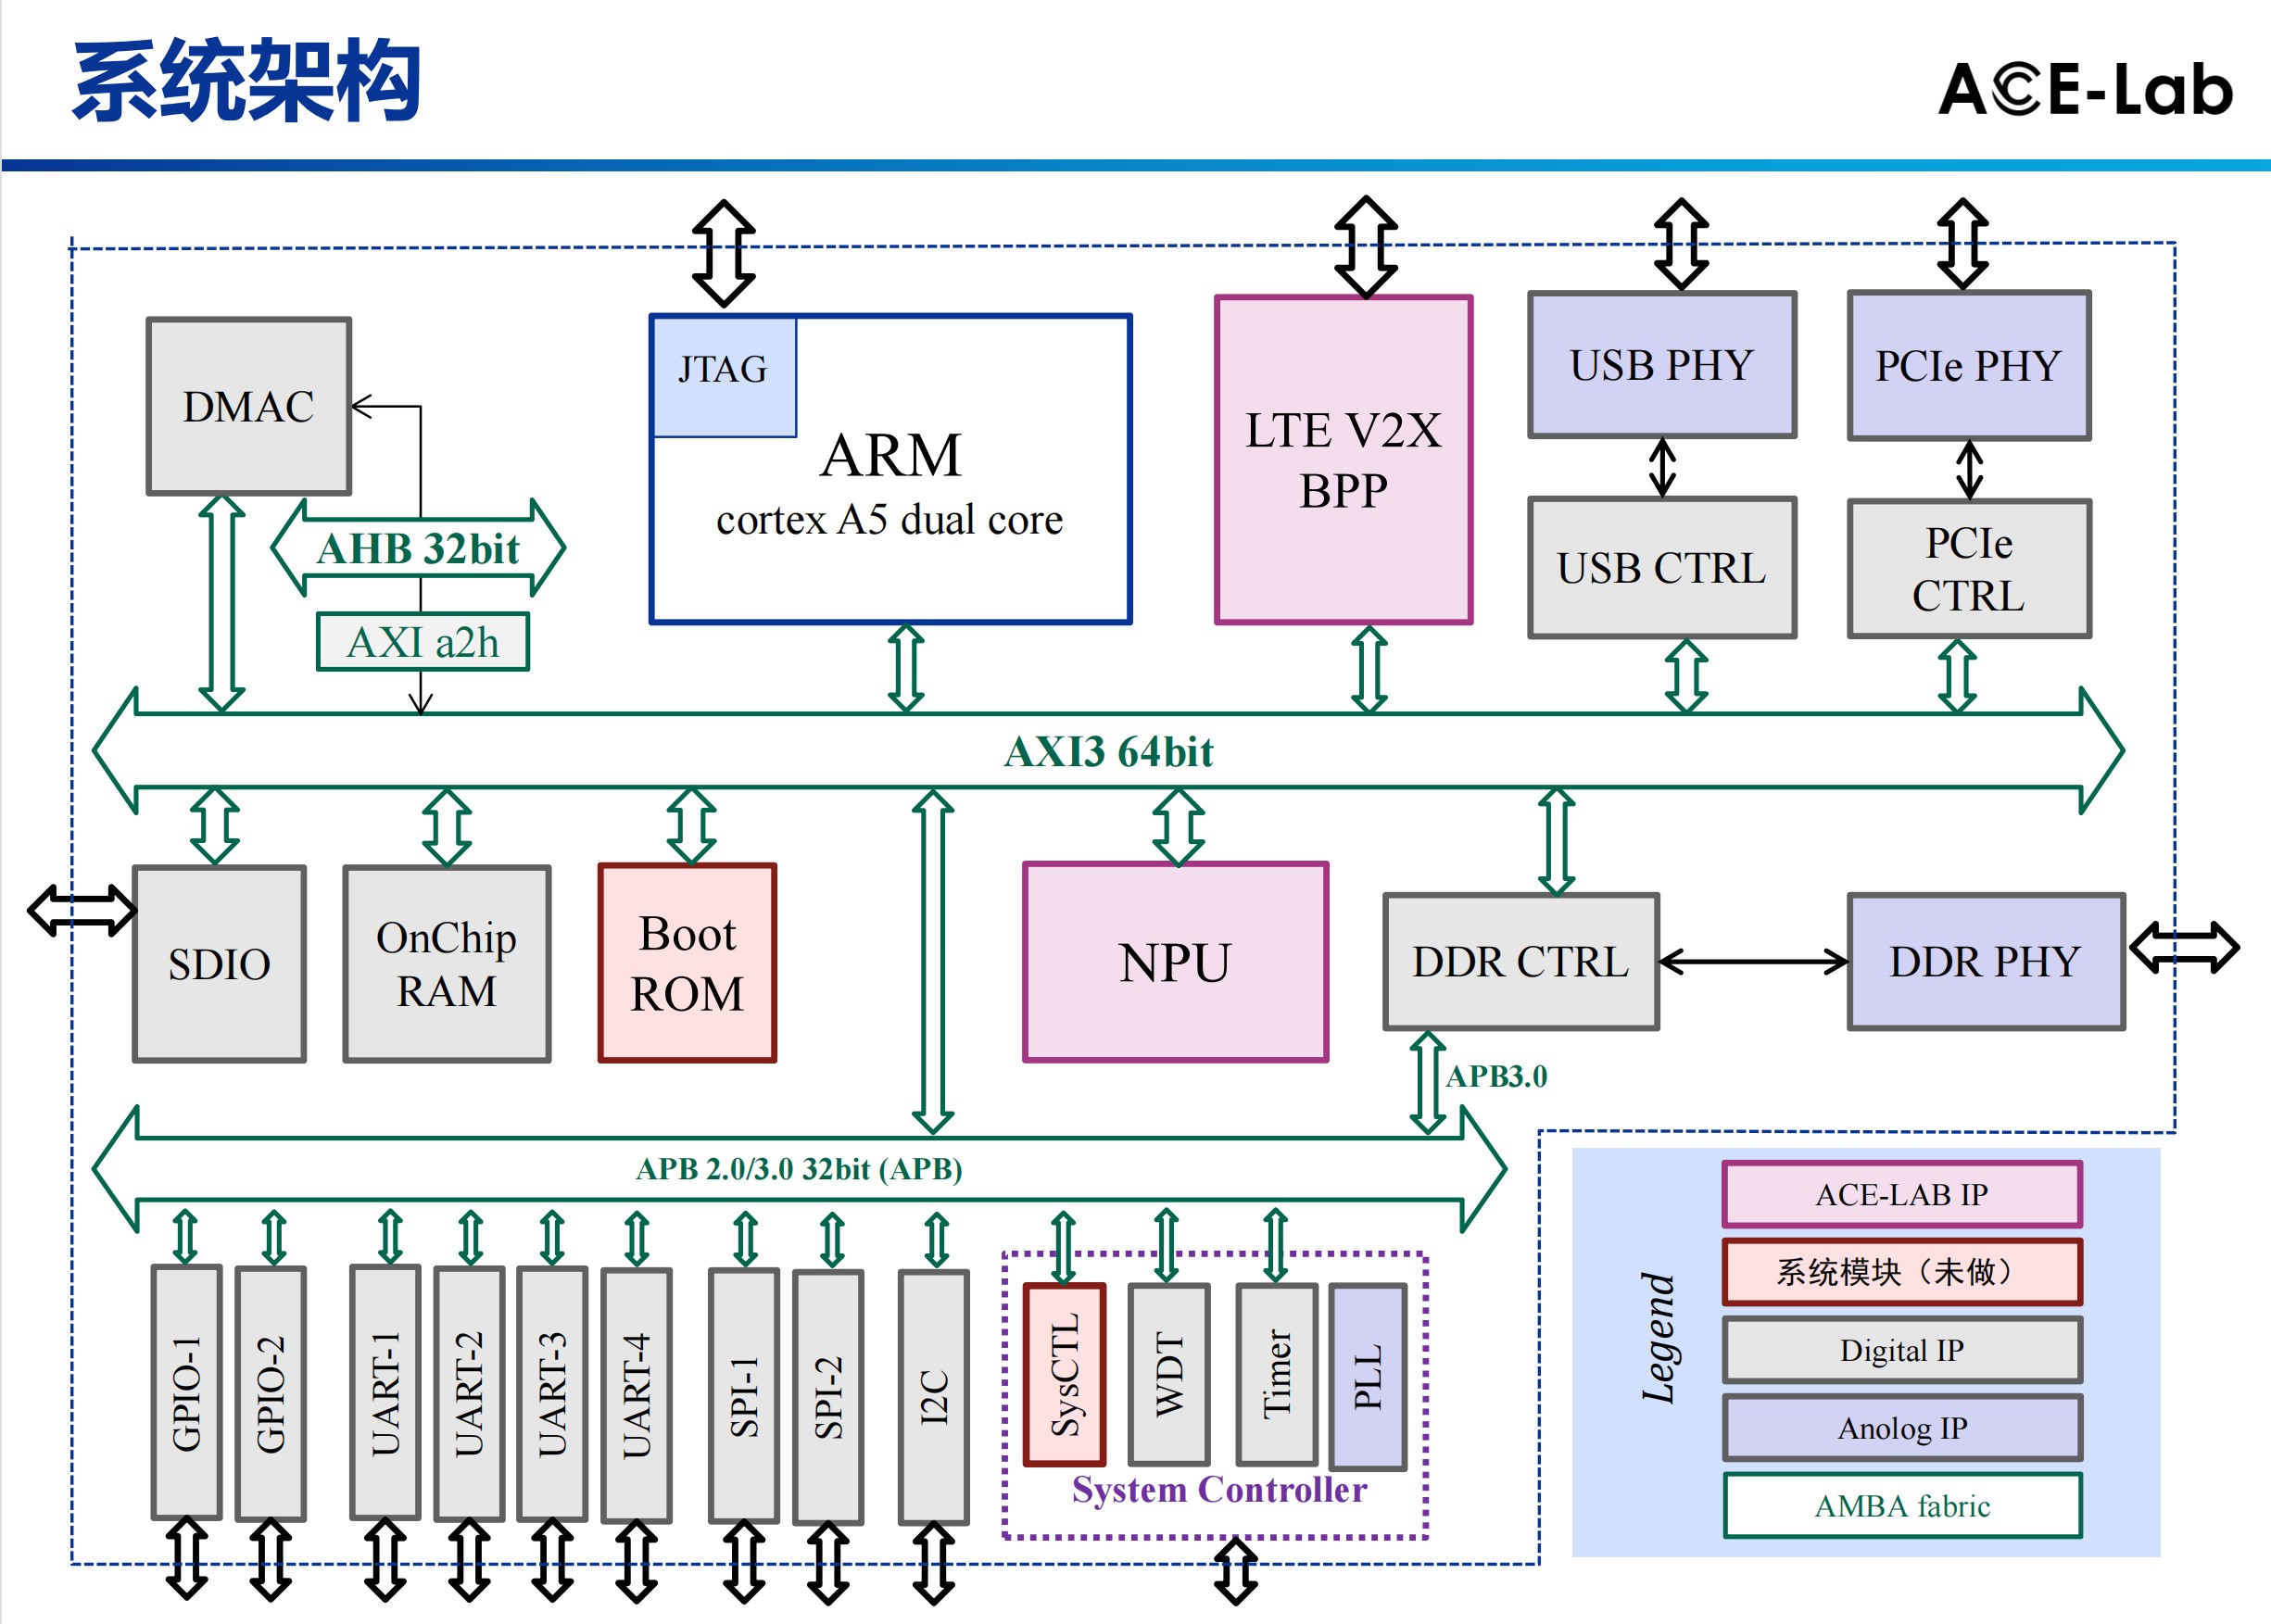 系统架构
ACE-Lab
DMAC
JTAG
ARM
cortex A5 dual core
LTE V2X
BPP
USB PHY
PCIe PHY
AHB 32bit
AXI a2h
USB CTRL
PCIe
CTRL
AXI3 64bit
SDIO
OnChip
RAM
Boot
ROM
NPU
DDR CTRL
DDR PHY
APB3.0
APB 2.0/3.0 32bit (APB)
GPIO-1
GPIO-2
UART-1
UART-2
UART-3
UART-4
SPI-1
SPI-2
I2C
SysCTL
WDT
Timer
PLL
System Controller
Legend
ACE-LAB IP
系统模块（未做）
Digital IP
Anolog IP
AMBA fabric